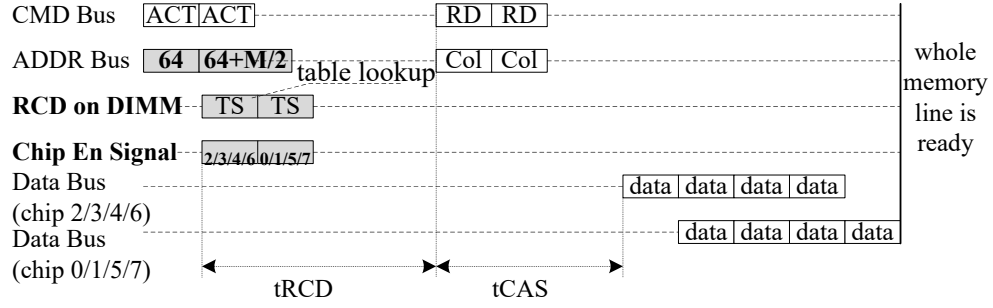 CMD Bus ACT ACT RD RD
ADDR Bus 64 64+M/2 Col Col
table lookup
RCD on DIMM TS TS
Chip En Signal 2/3/4/6 0/1/5/7
Data Bus
(chip 2/3/4/6)
data data data data
Data Bus
(chip 0/1/5/7)
data data data data
tRCD tCAS
whole
memory
line is
ready